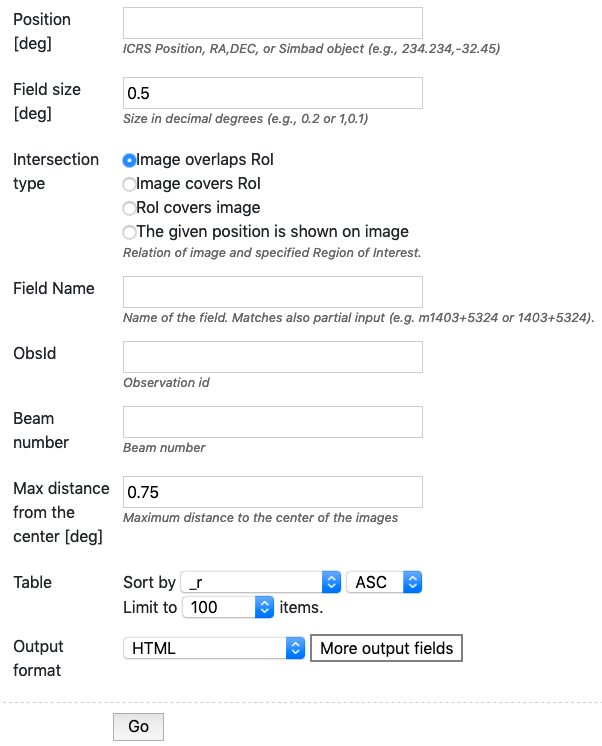 Position
[deg]
ICRS Position, RA,DEC, or Simbad object (e.g., 234.234,-32.45)
Field size
[deg]
0.5
Size in decimal degrees (e.g., 0.2 or 1,0.1)
Intersection
type
Image overlaps RoI
Image covers RoI
RoI covers image
The given position is shown on image
Relation of image and specified Region of Interest.
Field Name
Name of the field. Matches also partial input (e.g. m1403+5324 or 1403+5324).
ObsId
Observation id
Beam
number
Beam number
Max distance
from the
center [deg]
0.75
Maximum distance to the center of the images
Table
Sort by _r ASC
Limit to 100 items.
Output
format
HTML More output fields
Go